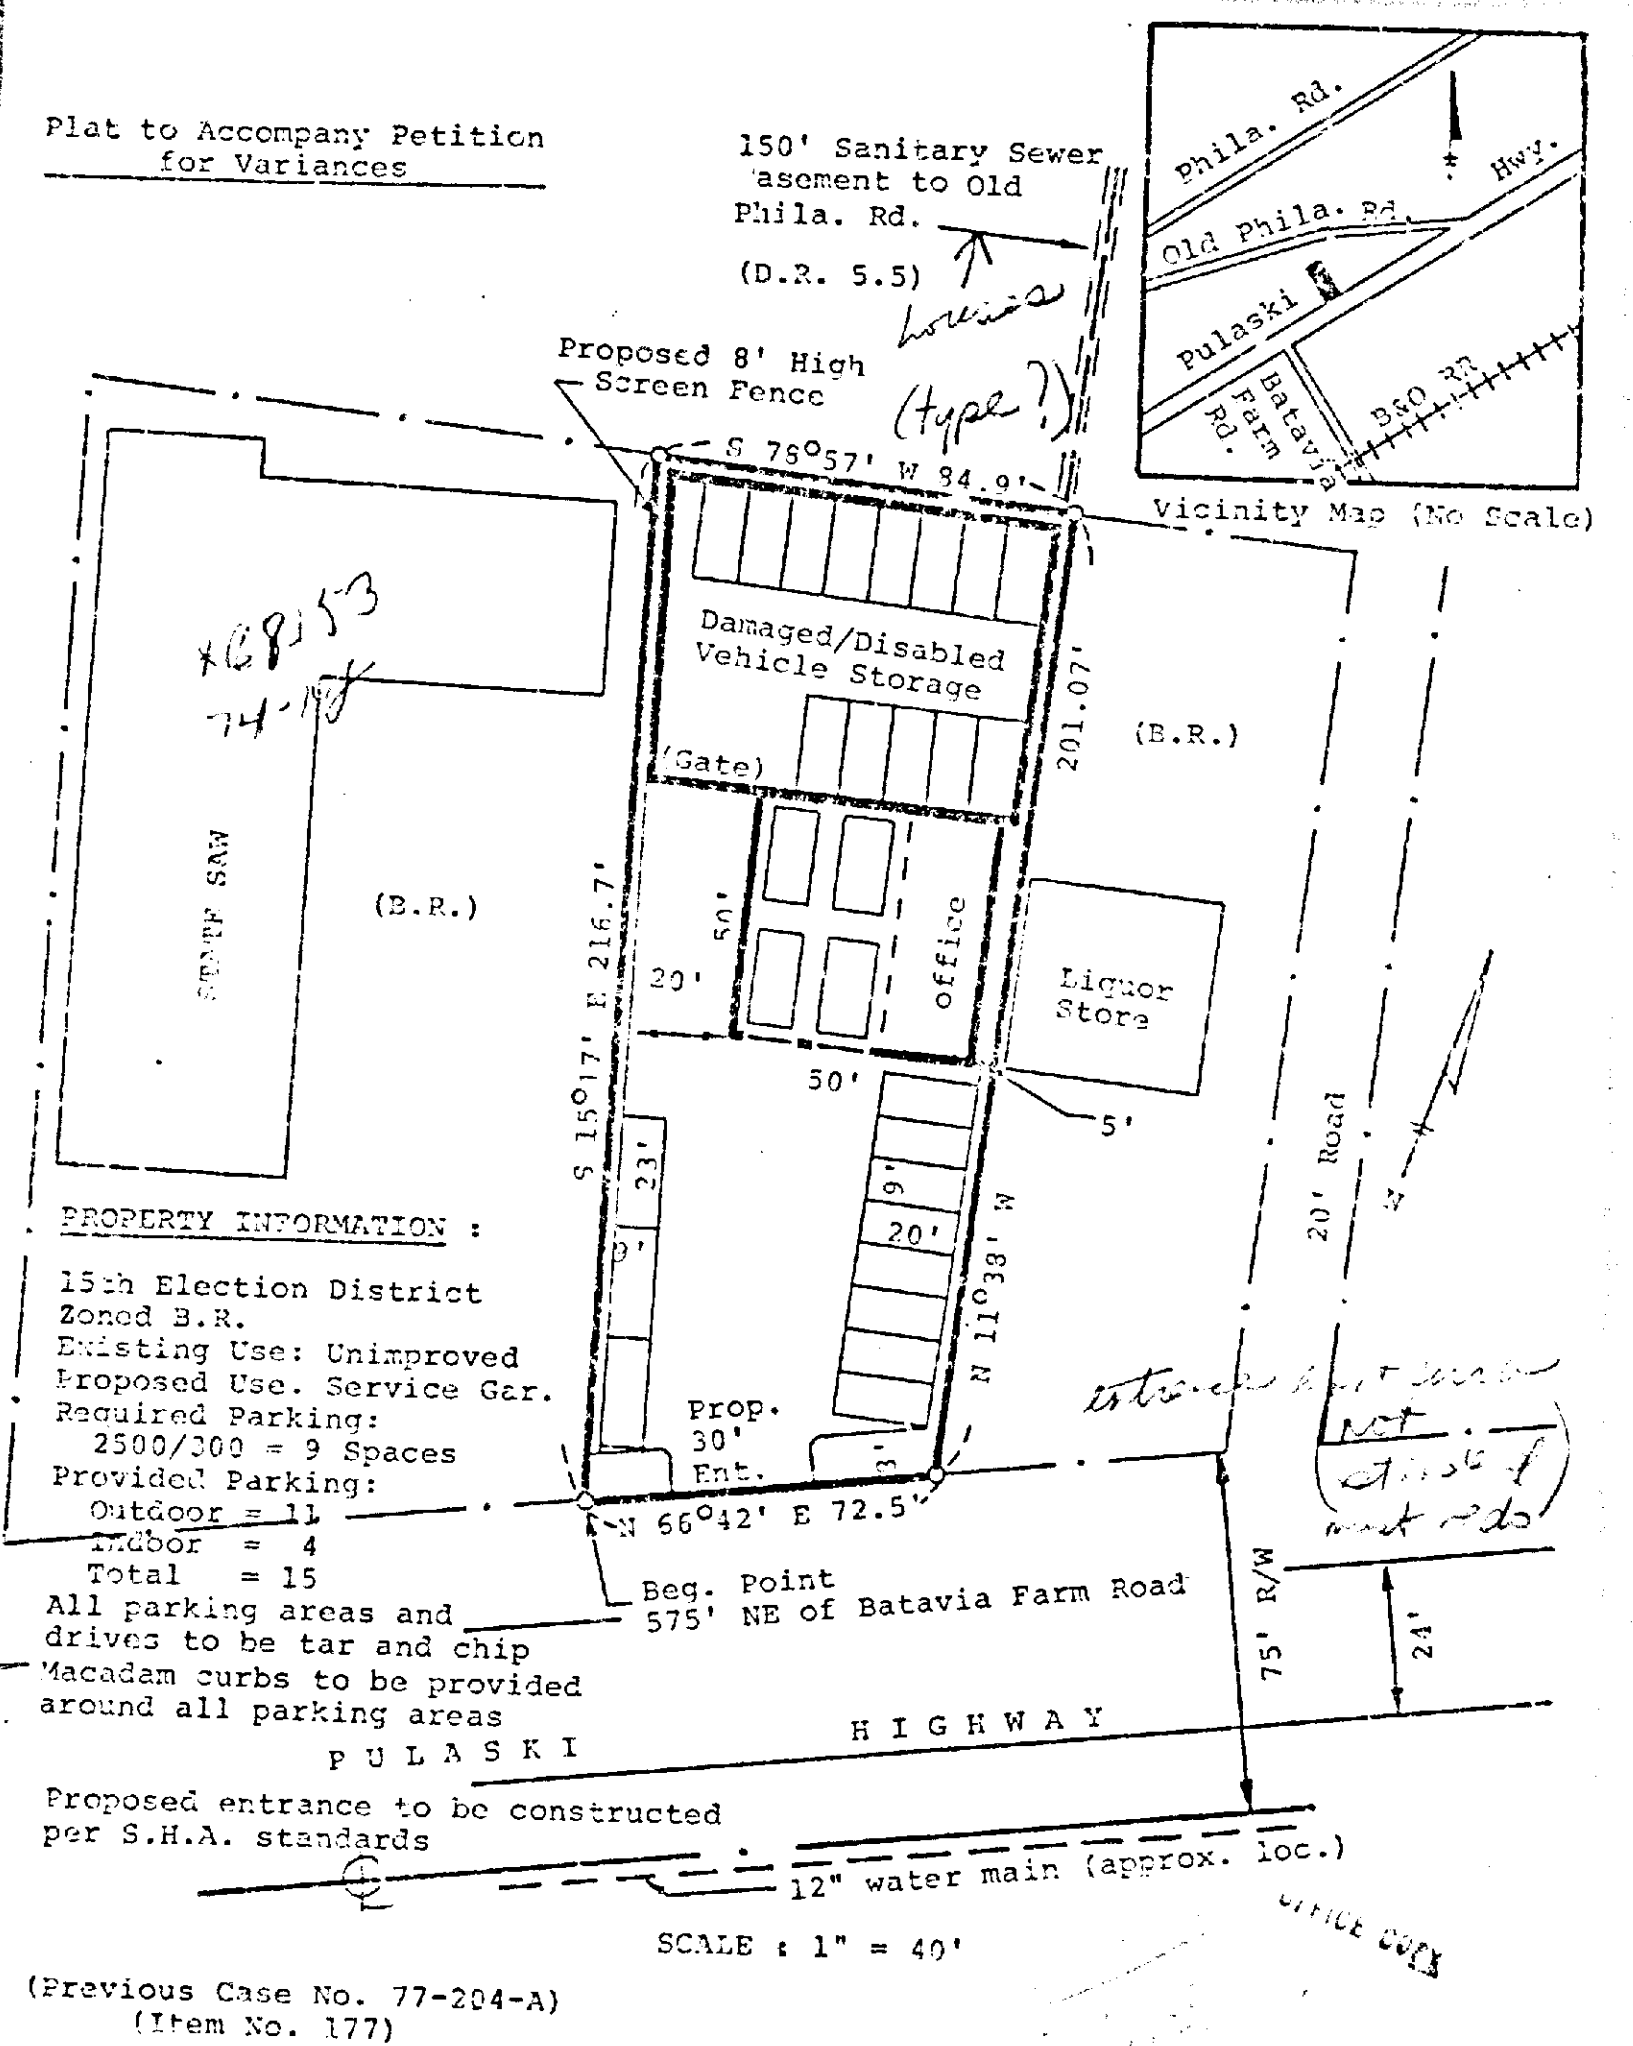 Plat to Accompany Petition
for Variances
150' Sanitary Sewer
asement to Old
Phila. Rd.
(D.R. 5.5)
Proposed 8' High
Screen Fence
(type?)
Phila. Rd.
Old Phila. Rd.
Hwy.
Pulaski
Batavia
Farm
Rd.
B&O RR
Vicinity Map (No Scale)
S 78°57' W 84.9'
Damaged/Disabled
Vehicle Storage
(Gate)
201.07'
(B.R.)
STATE SAW
(B.R.)
S 15°17' E 216.7'
50'
20'
office
Liquor
Store
50'
5'
23'
9'
9'
20'
N 11°38' W
20' Road
N
PROPERTY INFORMATION :
15th Election District
Zoned B.R.
Existing Use: Unimproved
Proposed Use. Service Gar.
Required Parking:
2500/300 = 9 Spaces
Provided Parking:
Outdoor = 11
Indoor = 4
Total = 15
All parking areas and
drives to be tar and chip
Macadam curbs to be provided
around all parking areas
Prop.
30'
Ent.
8'
entrance
not
must
N 66°42' E 72.5'
Beg. Point
575' NE of Batavia Farm Road
75' R/W
24'
PULASKI HIGHWAY
Proposed entrance to be constructed
per S.H.A. standards
12" water main (approx. loc.)
SCALE : 1" = 40'
OFFICE COPY
(Previous Case No. 77-204-A)
(Item No. 177)